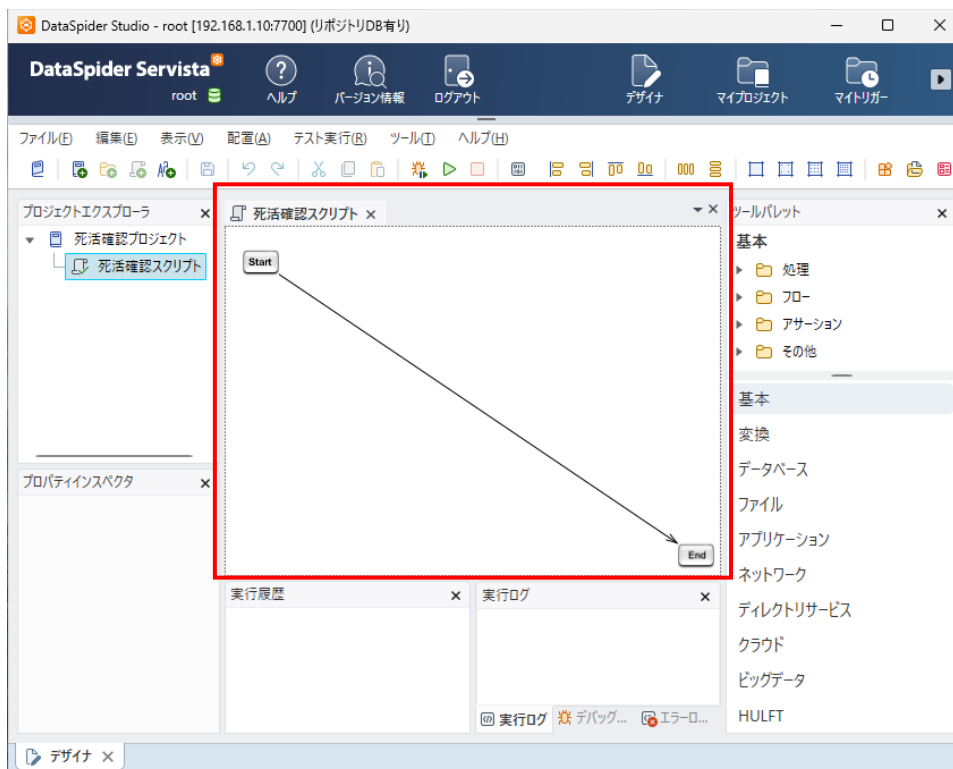 DataSpider Studio - root [192.168.1.10:7700] (リポジトリDB有り)
DataSpider Servista
root
ヘルプ
バージョン情報
ログアウト
デザイナ
マイプロジェクト
マイトリガー
ファイル(F) 編集(E) 表示(V) 配置(A) テスト実行(R) ツール(T) ヘルプ(H)
プロジェクトエクスプローラ
死活確認プロジェクト
死活確認スクリプト
プロパティインスペクタ
死活確認スクリプト
Start
End
実行履歴
実行ログ
実行ログ デバッグ... エラーロ...
ツールパレット
基本
処理
フロー
アサーション
その他
基本
変換
データベース
ファイル
アプリケーション
ネットワーク
ディレクトリサービス
クラウド
ビッグデータ
HULFT
デザイナ